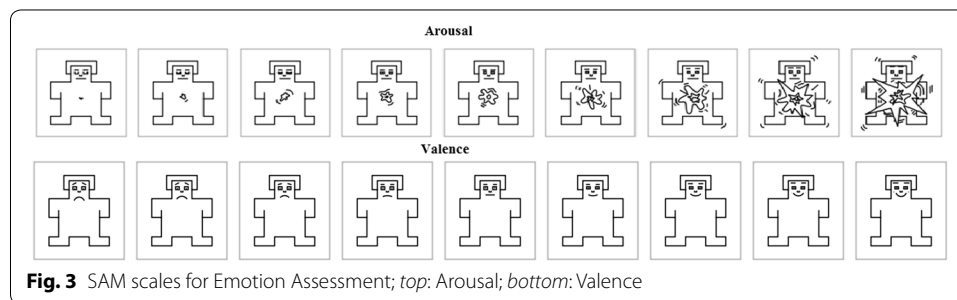 Arousal
Valence
Fig. 3 SAM scales for Emotion Assessment; top: Arousal; bottom: Valence